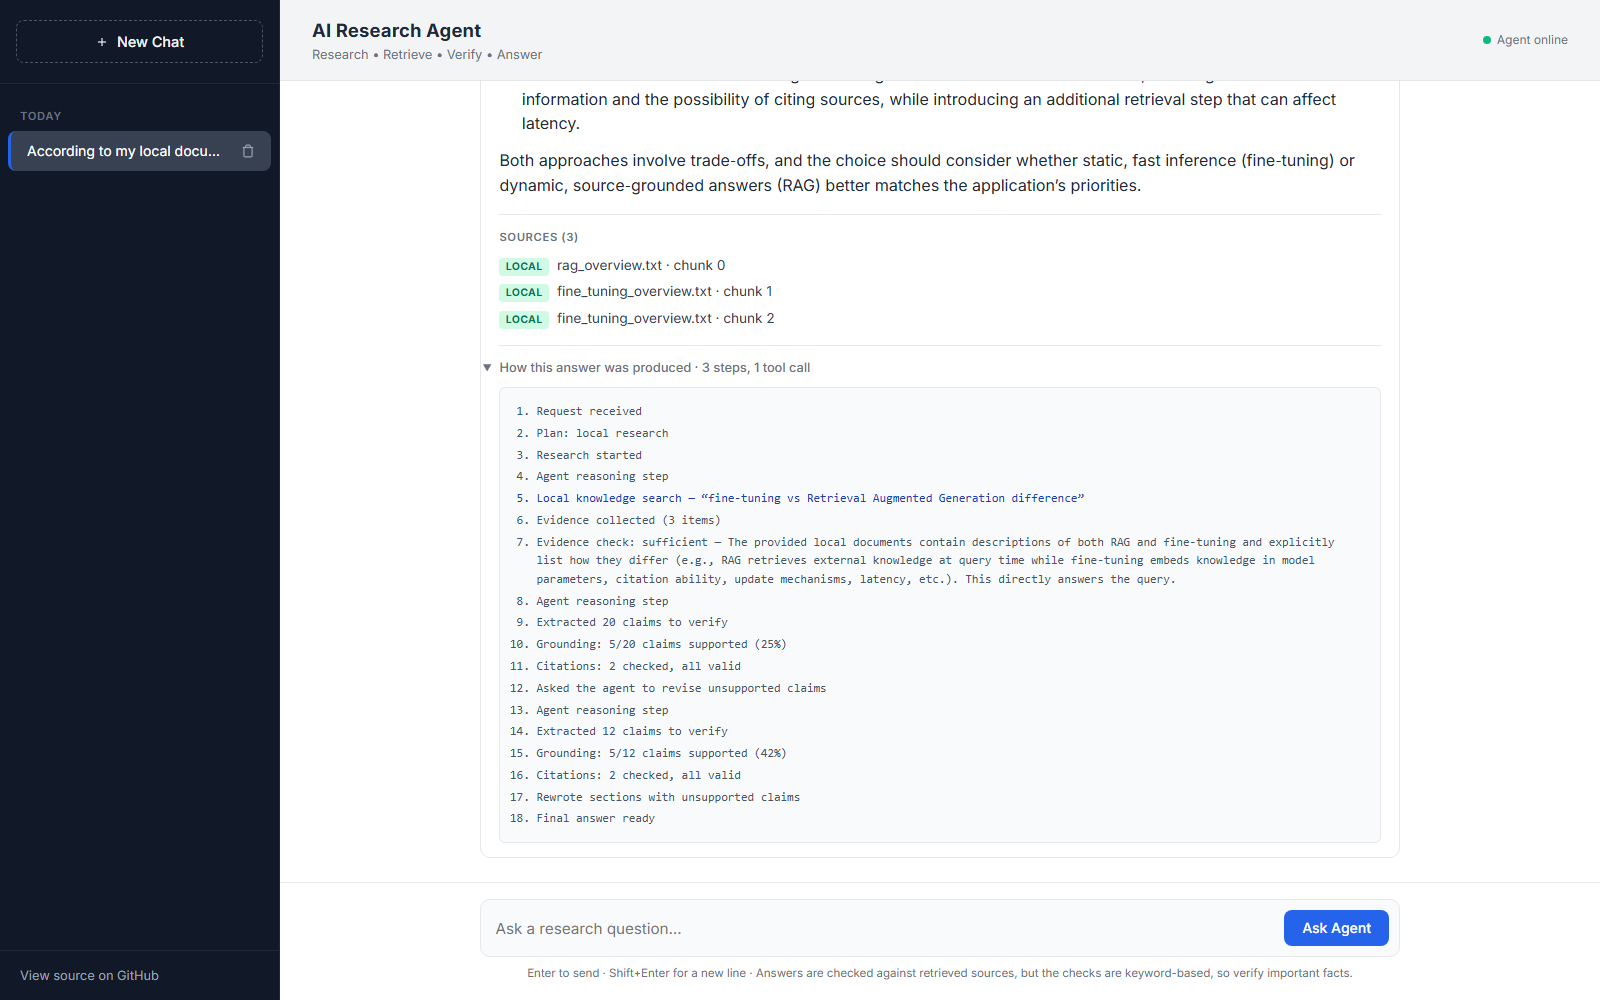 + New Chat
TODAY
According to my local docu...
View source on GitHub
AI Research Agent
Research • Retrieve • Verify • Answer
Agent online
information and the possibility of citing sources, while introducing an additional retrieval step that can affect
latency.
Both approaches involve trade-offs, and the choice should consider whether static, fast inference (fine-tuning) or
dynamic, source-grounded answers (RAG) better matches the application’s priorities.
SOURCES (3)
LOCAL rag_overview.txt · chunk 0
LOCAL fine_tuning_overview.txt · chunk 1
LOCAL fine_tuning_overview.txt · chunk 2
▼ How this answer was produced · 3 steps, 1 tool call
1. Request received
2. Plan: local research
3. Research started
4. Agent reasoning step
5. Local knowledge search — “fine-tuning vs Retrieval Augmented Generation difference”
6. Evidence collected (3 items)
7. Evidence check: sufficient — The provided local documents contain descriptions of both RAG and fine-tuning and explicitly
list how they differ (e.g., RAG retrieves external knowledge at query time while fine-tuning embeds knowledge in model
parameters, citation ability, update mechanisms, latency, etc.). This directly answers the query.
8. Agent reasoning step
9. Extracted 20 claims to verify
10. Grounding: 5/20 claims supported (25%)
11. Citations: 2 checked, all valid
12. Asked the agent to revise unsupported claims
13. Agent reasoning step
14. Extracted 12 claims to verify
15. Grounding: 5/12 claims supported (42%)
16. Citations: 2 checked, all valid
17. Rewrote sections with unsupported claims
18. Final answer ready
Ask a research question...
Ask Agent
Enter to send · Shift+Enter for a new line · Answers are checked against retrieved sources, but the checks are keyword-based, so verify important facts.